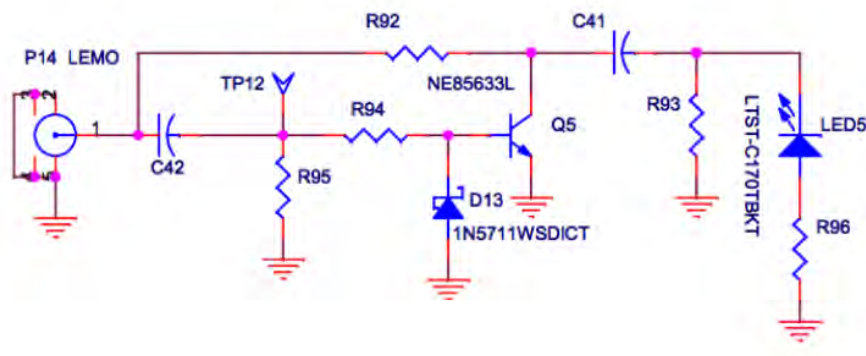 R92
C41
P14 LEMO
TP12
NE85633L
3
2
R94
R93
LTST-C170TBKT
LED5
1
Q5
C42
R95
D13
4
5
1N5711WSDICT
R96